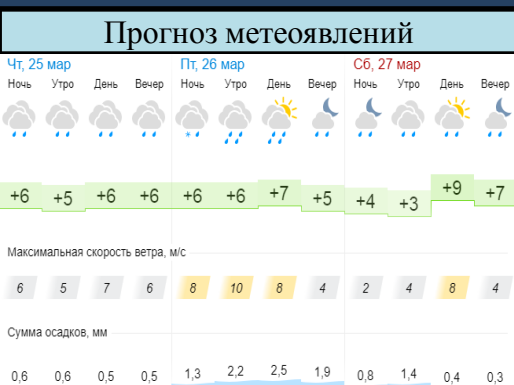 Прогноз метеоявлений
Чт, 25 мар Пт, 26 мар Сб, 27 мар
Ночь Утро День Вечер Ночь Утро День Вечер Ночь Утро День Вечер
+6 +5 +6 +6 +6 +6 +7 +5 +4 +3 +9 +7
Максимальная скорость ветра, м/с
6 5 7 6 8 10 8 4 2 4 8 4
Сумма осадков, мм
0,6 0,6 0,5 0,5 1,3 2,2 2,5 1,9 0,8 1,4 0,4 0,3